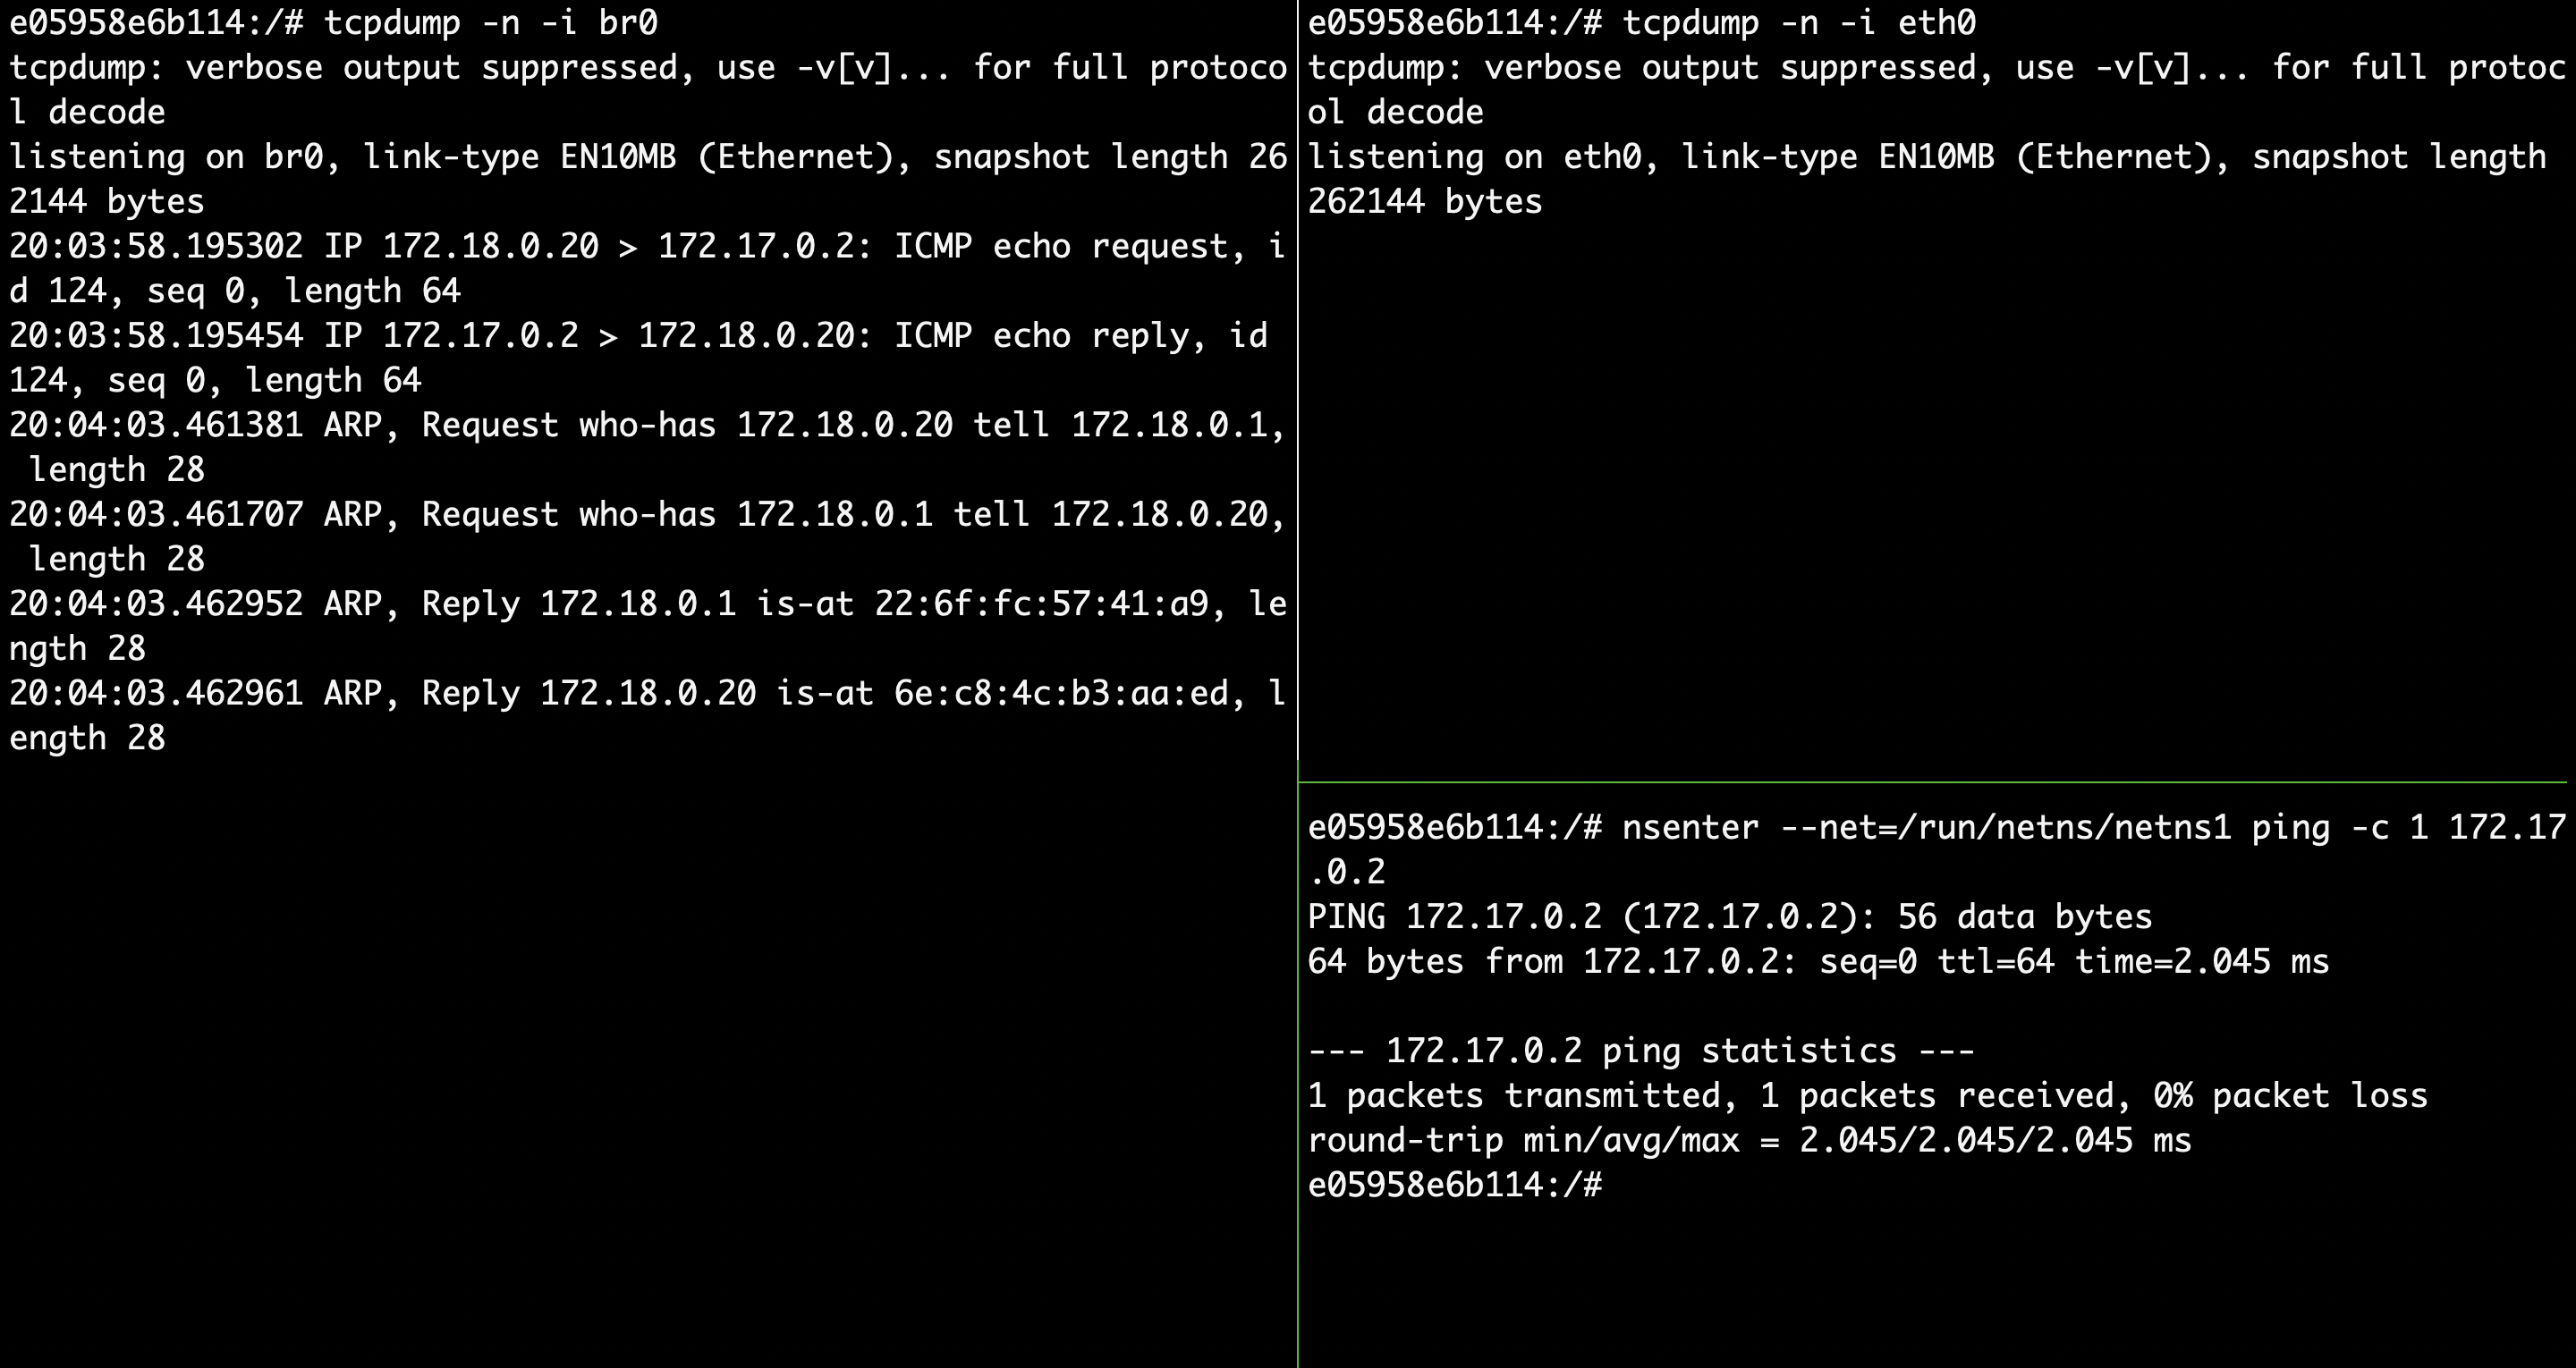 e05958e6b114:/# tcpdump -n -i br0
tcpdump: verbose output suppressed, use -v[v]... for full protoco
l decode
listening on br0, link-type EN10MB (Ethernet), snapshot length 26
2144 bytes
20:03:58.195302 IP 172.18.0.20 > 172.17.0.2: ICMP echo request, i
d 124, seq 0, length 64
20:03:58.195454 IP 172.17.0.2 > 172.18.0.20: ICMP echo reply, id
124, seq 0, length 64
20:04:03.461381 ARP, Request who-has 172.18.0.20 tell 172.18.0.1,
 length 28
20:04:03.461707 ARP, Request who-has 172.18.0.1 tell 172.18.0.20,
 length 28
20:04:03.462952 ARP, Reply 172.18.0.1 is-at 22:6f:fc:57:41:a9, le
ngth 28
20:04:03.462961 ARP, Reply 172.18.0.20 is-at 6e:c8:4c:b3:aa:ed, l
ength 28
e05958e6b114:/# tcpdump -n -i eth0
tcpdump: verbose output suppressed, use -v[v]... for full protoc
ol decode
listening on eth0, link-type EN10MB (Ethernet), snapshot length
262144 bytes
e05958e6b114:/# nsenter --net=/run/netns/netns1 ping -c 1 172.17
.0.2
PING 172.17.0.2 (172.17.0.2): 56 data bytes
64 bytes from 172.17.0.2: seq=0 ttl=64 time=2.045 ms

--- 172.17.0.2 ping statistics ---
1 packets transmitted, 1 packets received, 0% packet loss
round-trip min/avg/max = 2.045/2.045/2.045 ms
e05958e6b114:/#